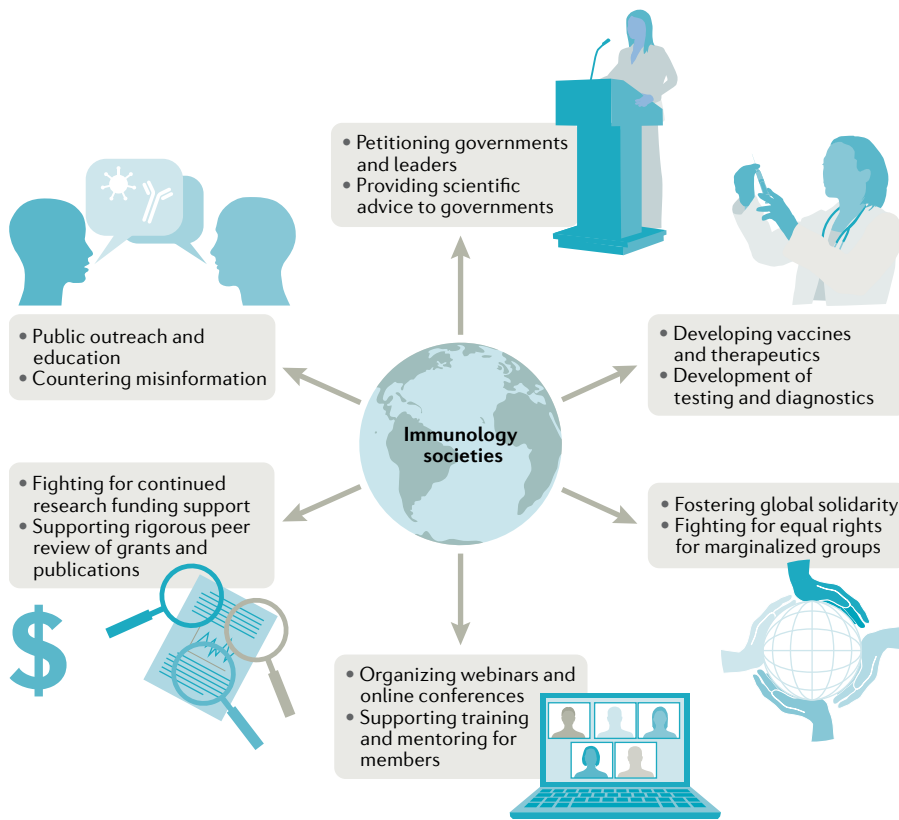 • Petitioning governments
and leaders
• Providing scientific
advice to governments
• Public outreach and
education
• Countering misinformation
• Developing vaccines
and therapeutics
• Development of
testing and diagnostics
Immunology
societies
• Fighting for continued
research funding support
• Supporting rigorous peer
review of grants and
publications
• Fostering global solidarity
• Fighting for equal rights
for marginalized groups
$
• Organizing webinars and
online conferences
• Supporting training
and mentoring for
members